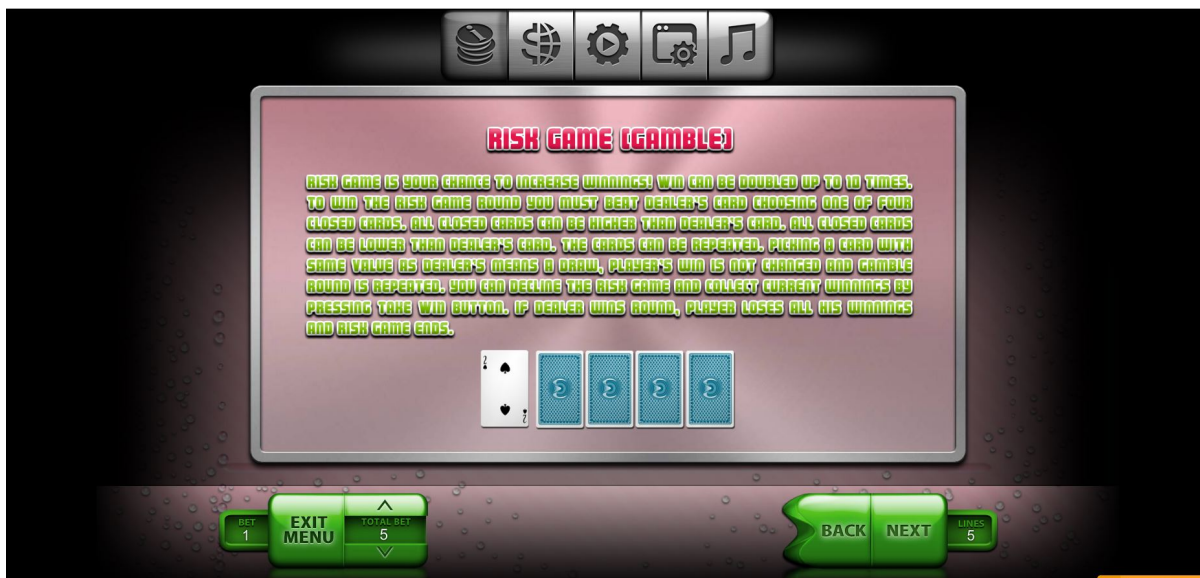 RISK GAME (GAMBLE)
RISK GAME IS YOUR CHANCE TO INCREASE WINNINGS! WIN CAN BE DOUBLED UP TO 10 TIMES.
TO WIN THE RISK GAME ROUND YOU MUST BEAT DEALER'S CARD CHOOSING ONE OF FOUR
CLOSED CARDS. ALL CLOSED CARDS CAN BE HIGHER THAN DEALER'S CARD. ALL CLOSED CARDS
CAN BE LOWER THAN DEALER'S CARD. THE CARDS CAN BE REPEATED. PICKING A CARD WITH
SAME VALUE AS DEALER'S MEANS A DRAW, PLAYER'S WIN IS NOT CHANGED AND GAMBLE
ROUND IS REPEATED. YOU CAN DECLINE THE RISK GAME AND COLLECT CURRENT WINNINGS BY
PRESSING TAKE WIN BUTTON. IF DEALER WINS ROUND, PLAYER LOSES ALL HIS WINNINGS
AND RISK GAME ENDS.
2
2
BET
1
EXIT
MENU
TOTAL BET
5
BACK
NEXT
LINES
5